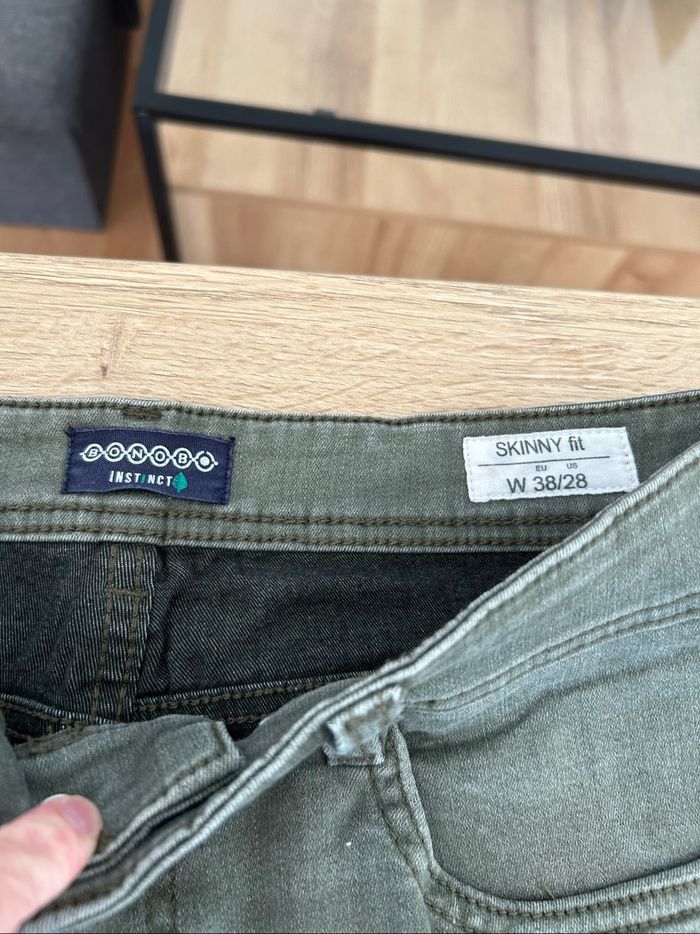 BONOBO
INSTINCT
SKINNY fit
EU US
W 38/28